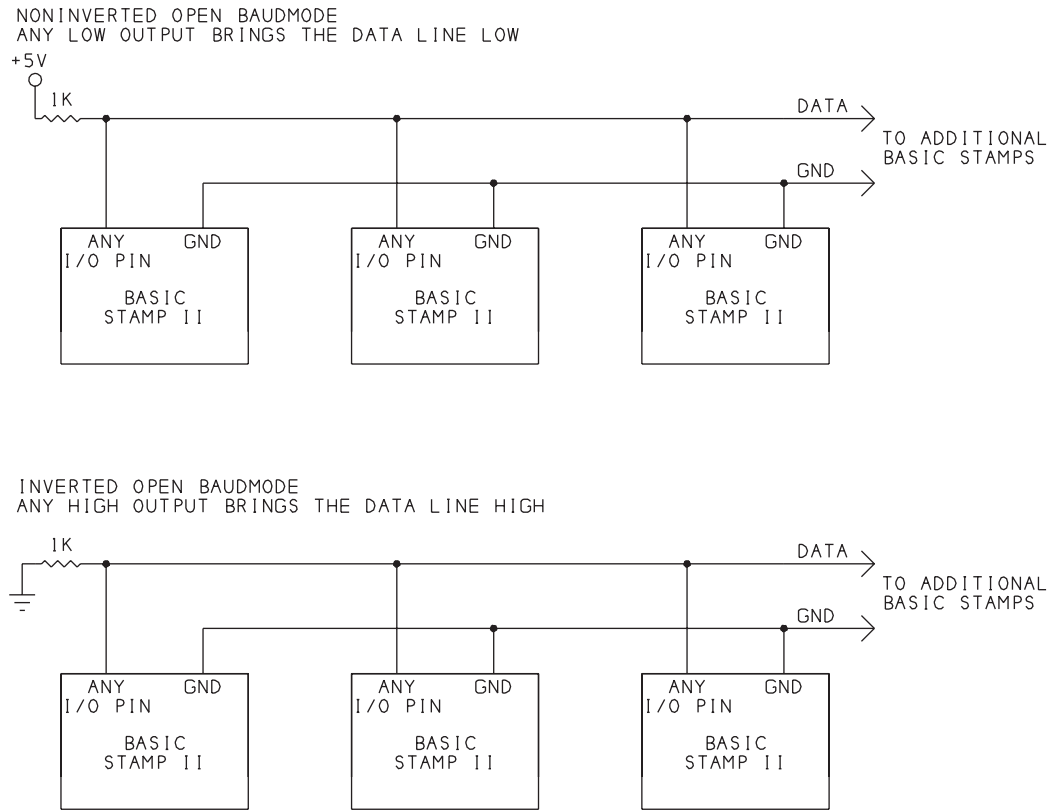 NONINVERTED OPEN BAUDMODE
ANY LOW OUTPUT BRINGS THE DATA LINE LOW
+5V
1K
DATA
TO ADDITIONAL
BASIC STAMPS
GND
ANY GND
I/O PIN
BASIC
STAMP II
ANY GND
I/O PIN
BASIC
STAMP II
ANY GND
I/O PIN
BASIC
STAMP II
INVERTED OPEN BAUDMODE
ANY HIGH OUTPUT BRINGS THE DATA LINE HIGH
1K
DATA
TO ADDITIONAL
BASIC STAMPS
GND
ANY GND
I/O PIN
BASIC
STAMP II
ANY GND
I/O PIN
BASIC
STAMP II
ANY GND
I/O PIN
BASIC
STAMP II